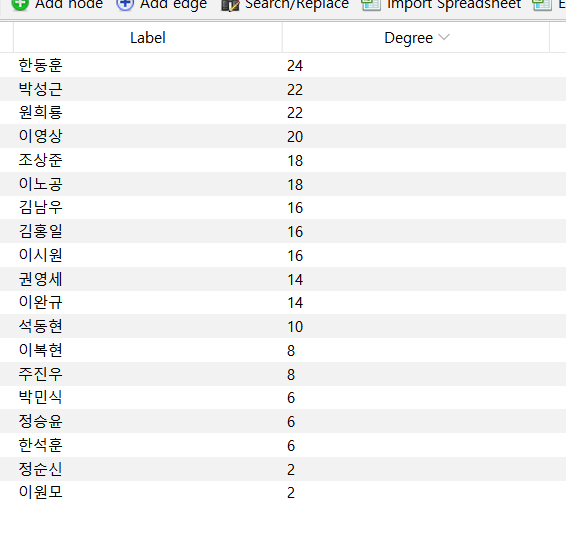 Add node Add edge Search/Replace Import Spreadsheet E
Label Degree
한동훈 24
박성근 22
원희룡 22
이영상 20
조상준 18
이노공 18
김남우 16
김홍일 16
이시원 16
권영세 14
이완규 14
석동현 10
이복현 8
주진우 8
박민식 6
정승윤 6
한석훈 6
정순신 2
이원모 2